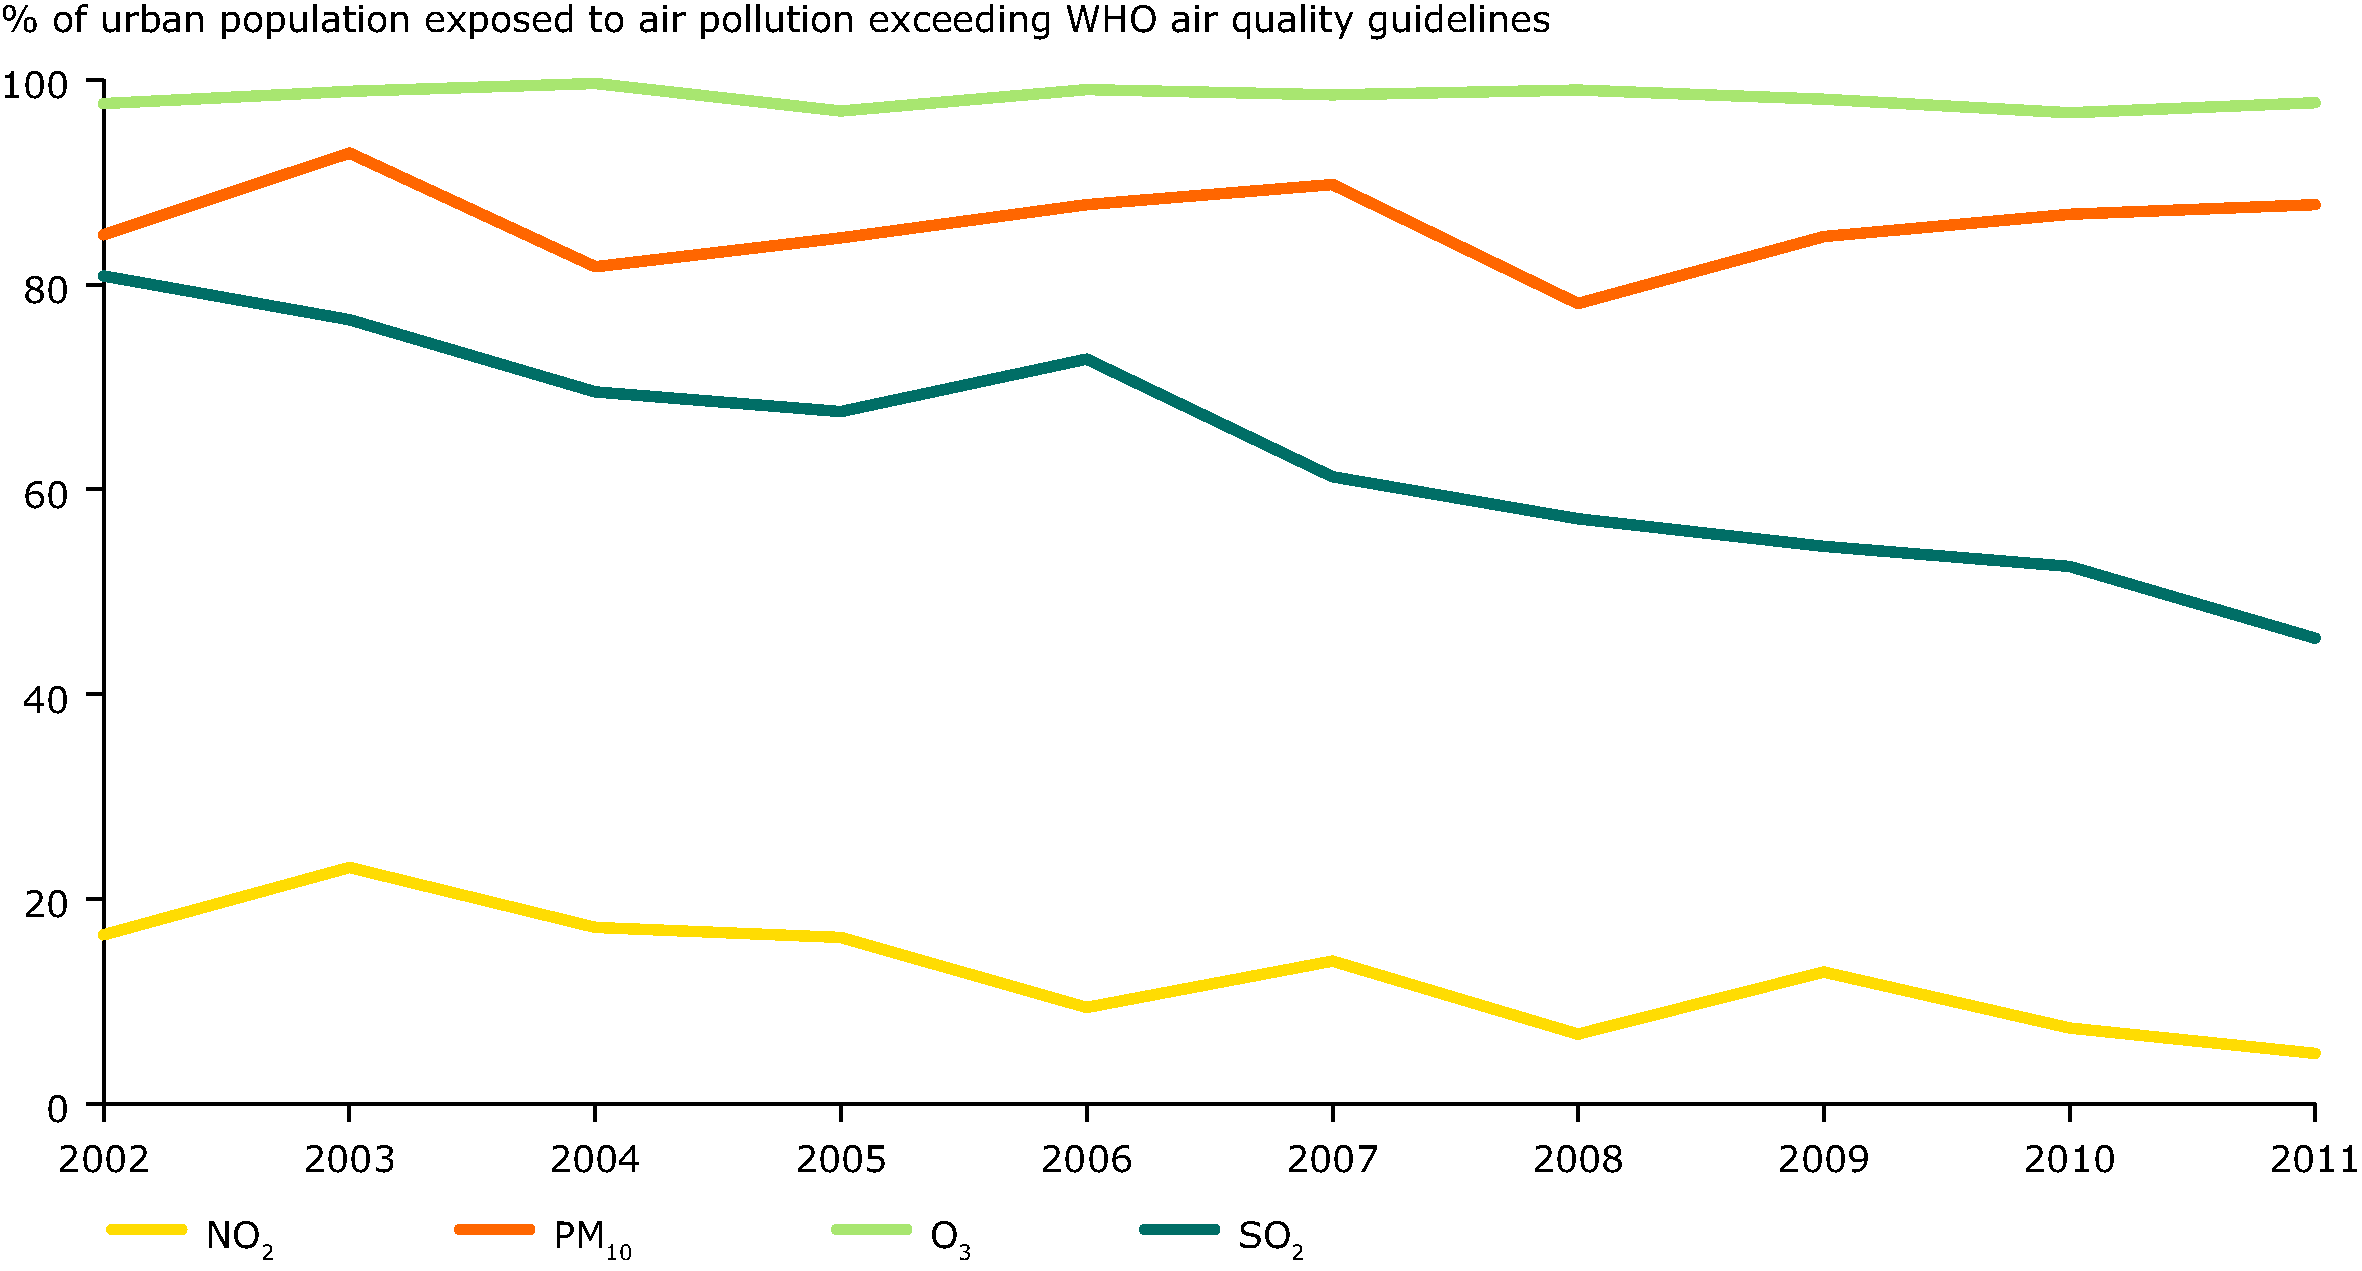 % of urban population exposed to air pollution exceeding WHO air quality guidelines
100
80
60
40
20
0
2002 2003 2004 2005 2006 2007 2008 2009 2010 2011
NO₂ PM₁₀ O₃ SO₂